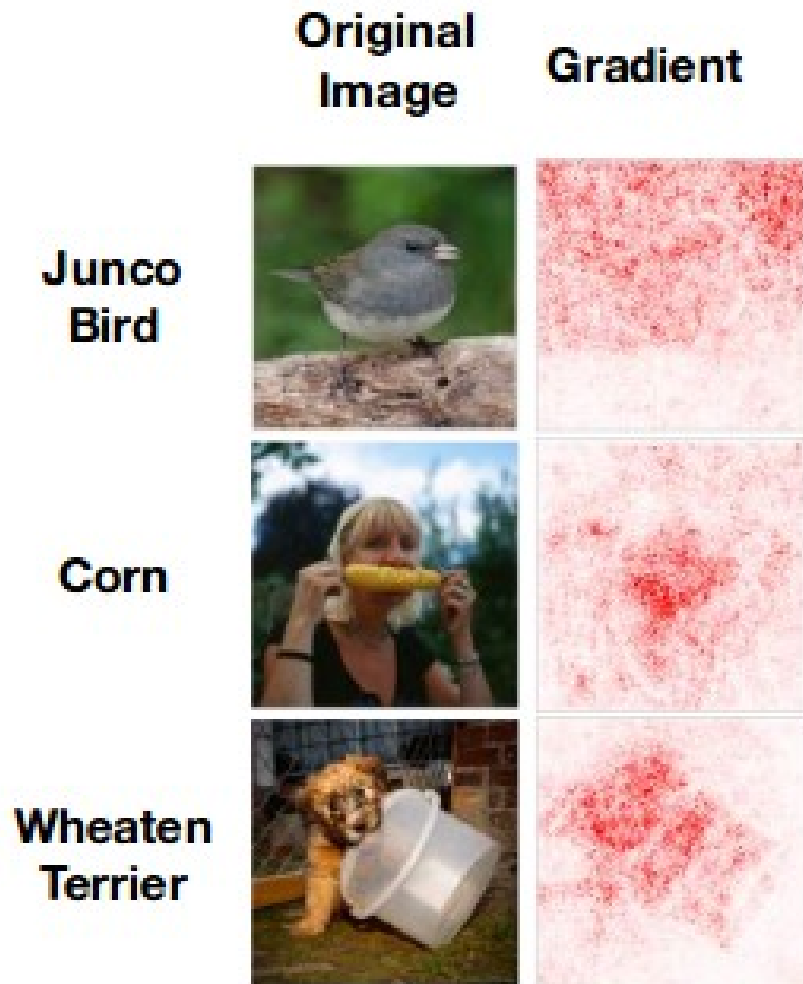 Original
Image
Gradient
Junco
Bird
Corn
Wheaten
Terrier